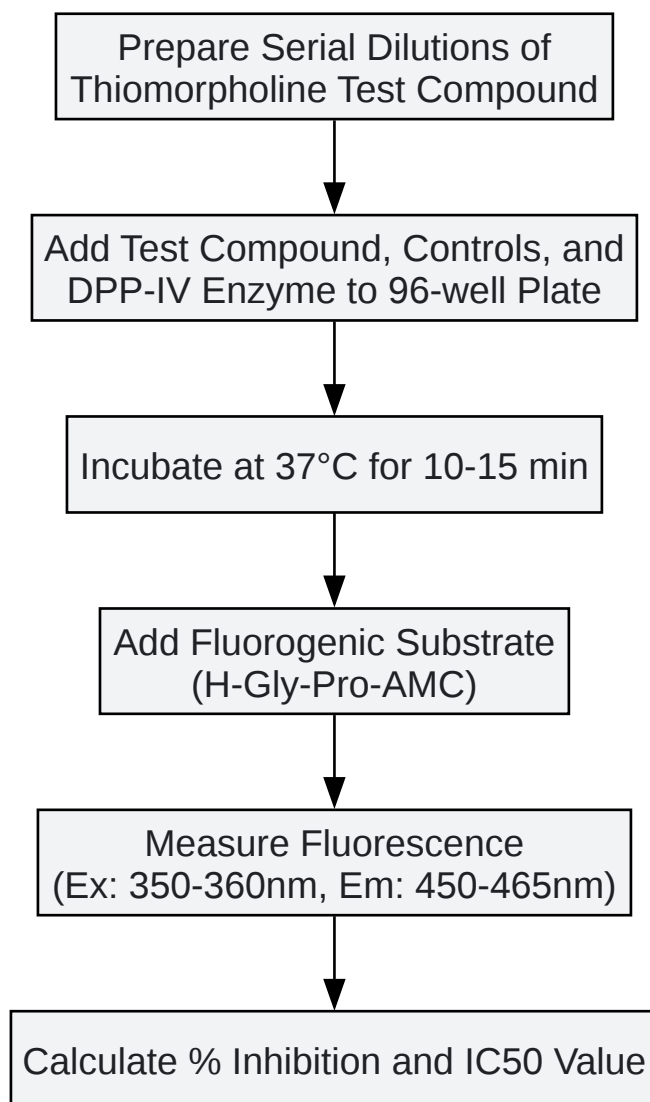 Prepare Serial Dilutions of
Thiomorpholine Test Compound
Add Test Compound, Controls, and
DPP-IV Enzyme to 96-well Plate
Incubate at 37°C for 10-15 min
Add Fluorogenic Substrate
(H-Gly-Pro-AMC)
Measure Fluorescence
(Ex: 350-360nm, Em: 450-465nm)
Calculate % Inhibition and IC50 Value